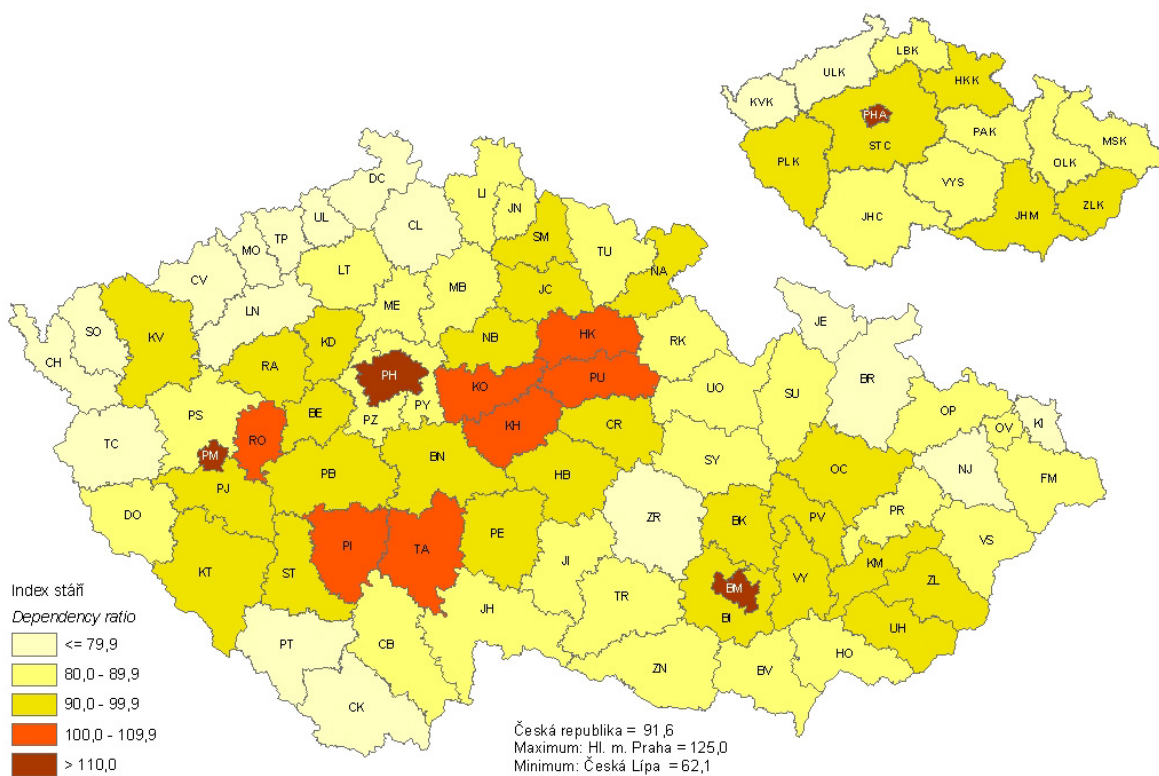 LBK
ULK
HKK
KVK
PHA
STC
PAK
MSK
PLK
OLK
VYS
JHC
JHM
ZLK
DC
LI
JN
UL
CL
TP
MO
SM
TU
CV
LT
NA
MB
JC
ME
LN
SO
KV
JE
CH
KD
NB
HK
RK
RA
PH
BR
KO
PU
SU
UO
OP
PS
BE
PZ
PY
KI
OV
TC
RO
KH
CR
PM
BN
SY
OC
NJ
FM
PB
HB
PJ
DO
ZR
PR
BK
PV
PI
TA
PE
VS
KT
ST
JI
KM
ZL
VY
BM
TR
BI
JH
UH
PT
CB
HO
ZN
BV
CK
Index stáří
Dependency ratio
<= 79,9
80,0 - 89,9
90,0 - 99,9
100,0 - 109,9
> 110,0
Česká republika = 91,6
Maximum: Hl. m. Praha = 125,0
Minimum: Česká Lípa = 62,1